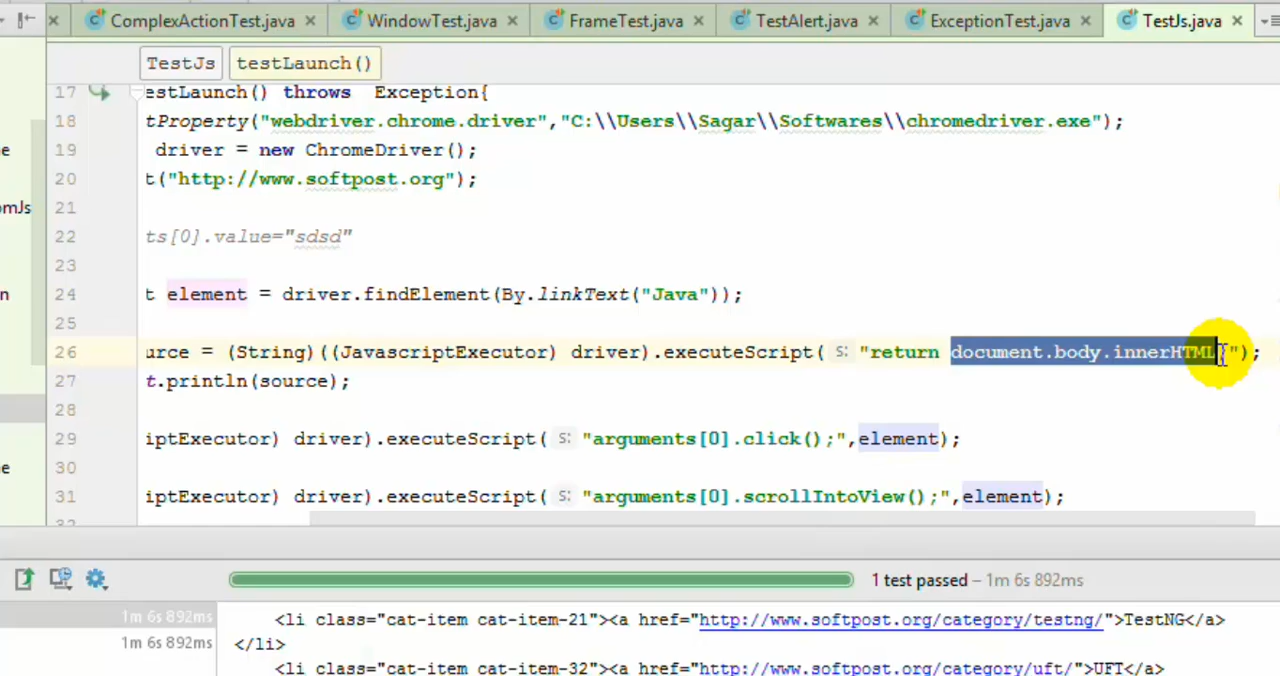 ComplexActionTest.java × WindowTest.java × FrameTest.java × TestAlert.java × ExceptionTest.java × TestJs.java ×
TestJs testLaunch()
17 estLaunch() throws Exception{
18 tProperty("webdriver.chrome.driver","C:\\Users\\Sagar\\Softwares\\chromedriver.exe");
e 19 driver = new ChromeDriver();
20 t("http://www.softpost.org");
omJs 21
22 ts[0].value="sdsd"
23
n 24 t element = driver.findElement(By.linkText("Java"));
25
26 urce = (String)((JavascriptExecutor) driver).executeScript( s: "return document.body.innerHTML;");
27 t.println(source);
28
29 iptExecutor) driver).executeScript( s: "arguments[0].click();",element);
e 30
31 iptExecutor) driver).executeScript( s: "arguments[0].scrollIntoView();",element);
32
1 test passed – 1m 6s 892ms
1m 6s 892ms <li class="cat-item cat-item-21"><a href="http://www.softpost.org/category/testng/">TestNG</a>
1m 6s 892ms </li>
<li class="cat-item cat-item-32"><a href="http://www.softpost.org/category/uft/">UFT</a>